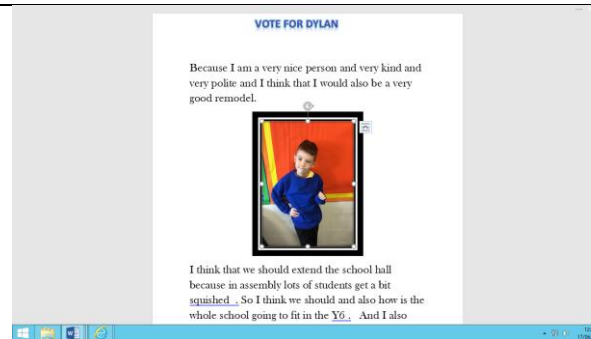 VOTE FOR DYLAN
Because I am a very nice person and very kind and
very polite and I think that I would also be a very
good remodel.
I think that we should extend the school hall
because in assembly lots of students get a bit
squished . So I think we should and also how is the
whole school going to fit in the Y6 . And I also